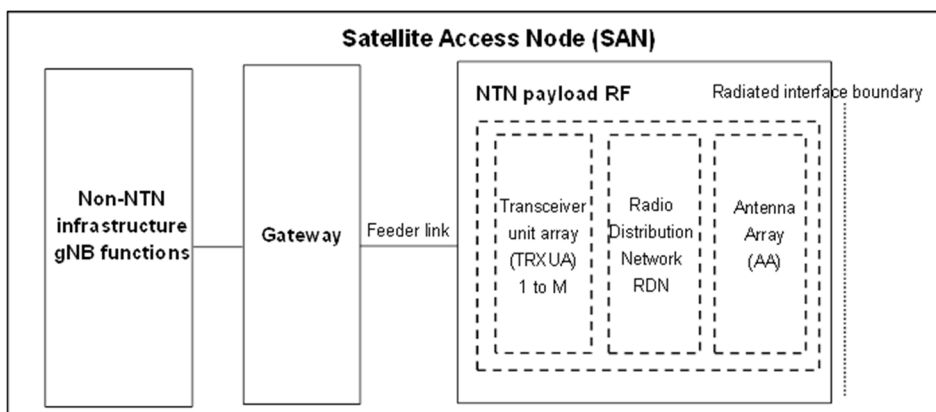 Satellite Access Node (SAN)
Non-NTN
infrastructure
gNB functions
Gateway
Feeder link
NTN payload RF
Radiated interface boundary
Transceiver
unit array
(TRXUA)
1 to M
Radio
Distribution
Network
RDN
Antenna
Array
(AA)